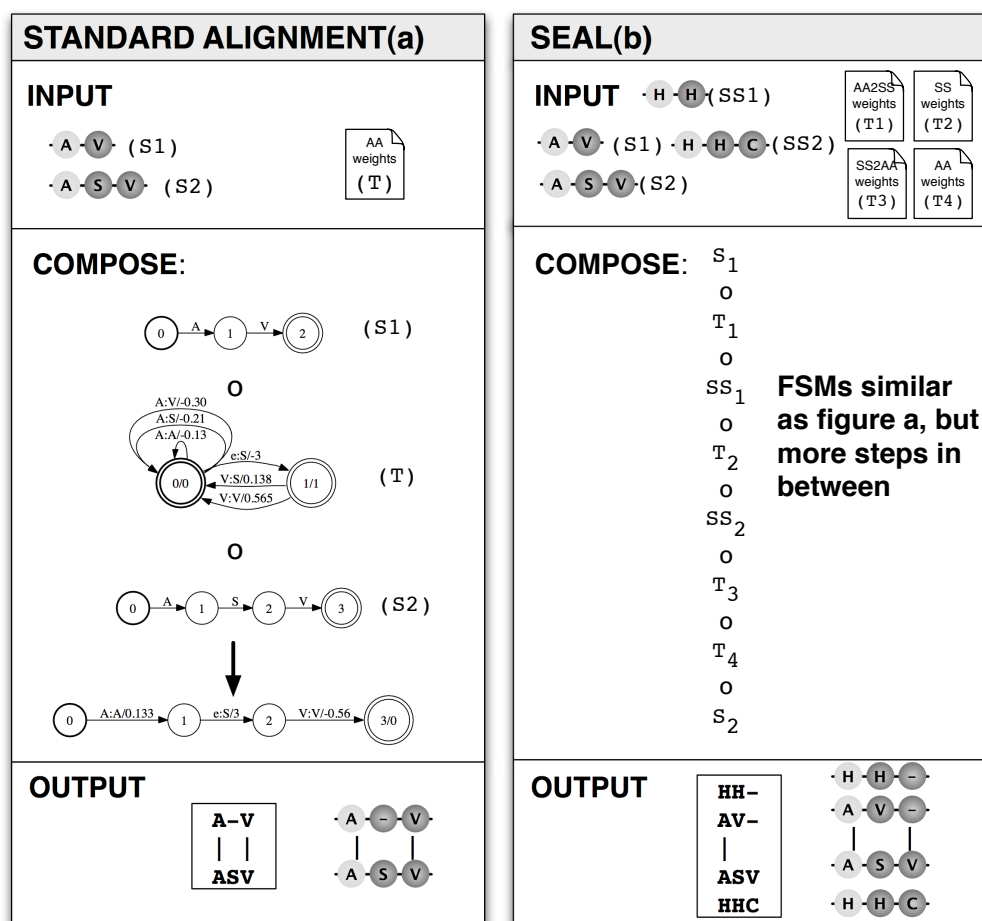 STANDARD ALIGNMENT(a)
INPUT
A V (S1)
A S V (S2)
AA
weights
(T)
COMPOSE:
0 A 1 V 2 (S1)
o
A:V/-0.30
A:S/-0.21
A:A/-0.13
e:S/-3
0/0 V:S/0.138 1/1 (T)
V:V/0.565
o
0 A 1 S 2 V 3 (S2)
0 A:A/0.133 1 e:S/3 2 V:V/-0.56 3/0
OUTPUT
A-V
| |
ASV
A - V
A S V
SEAL(b)
INPUT H H (SS1)
A V (S1) H H C (SS2)
A S V (S2)
AA2SS
weights
(T1)
SS
weights
(T2)
SS2AA
weights
(T3)
AA
weights
(T4)
COMPOSE:
S1
o
T1
o
SS1
o
T2
o
SS2
o
T3
o
T4
o
S2
FSMs similar
as figure a, but
more steps in
between
OUTPUT
HH-
AV-
|
ASV
HHC
H H -
A V -
A S V
H H C